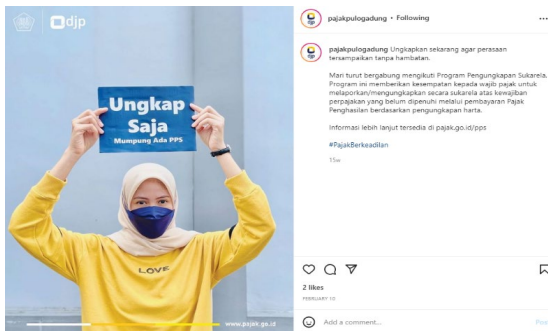 djp
Ungkap
Saja
Mumpung Ada PPS
LOVE
www.pajak.go.id
pajakpulogadung • Following
pajakpulogadung Ungkapkan sekarang agar perasaan
tersampaikan tanpa hambatan.
Mari turut bergabung mengikuti Program Pengungkapan Sukarela.
Program ini memberikan kesempatan kepada wajib pajak untuk
melaporkan/mengungkapkan secara sukarela atas kewajiban
perpajakan yang belum dipenuhi melalui pembayaran Pajak
Penghasilan berdasarkan pengungkapan harta.
Informasi lebih lanjut tersedia di pajak.go.id/pps
#PajakBerkeadilan
15w
2 likes
FEBRUARY 10
Add a comment...
Post